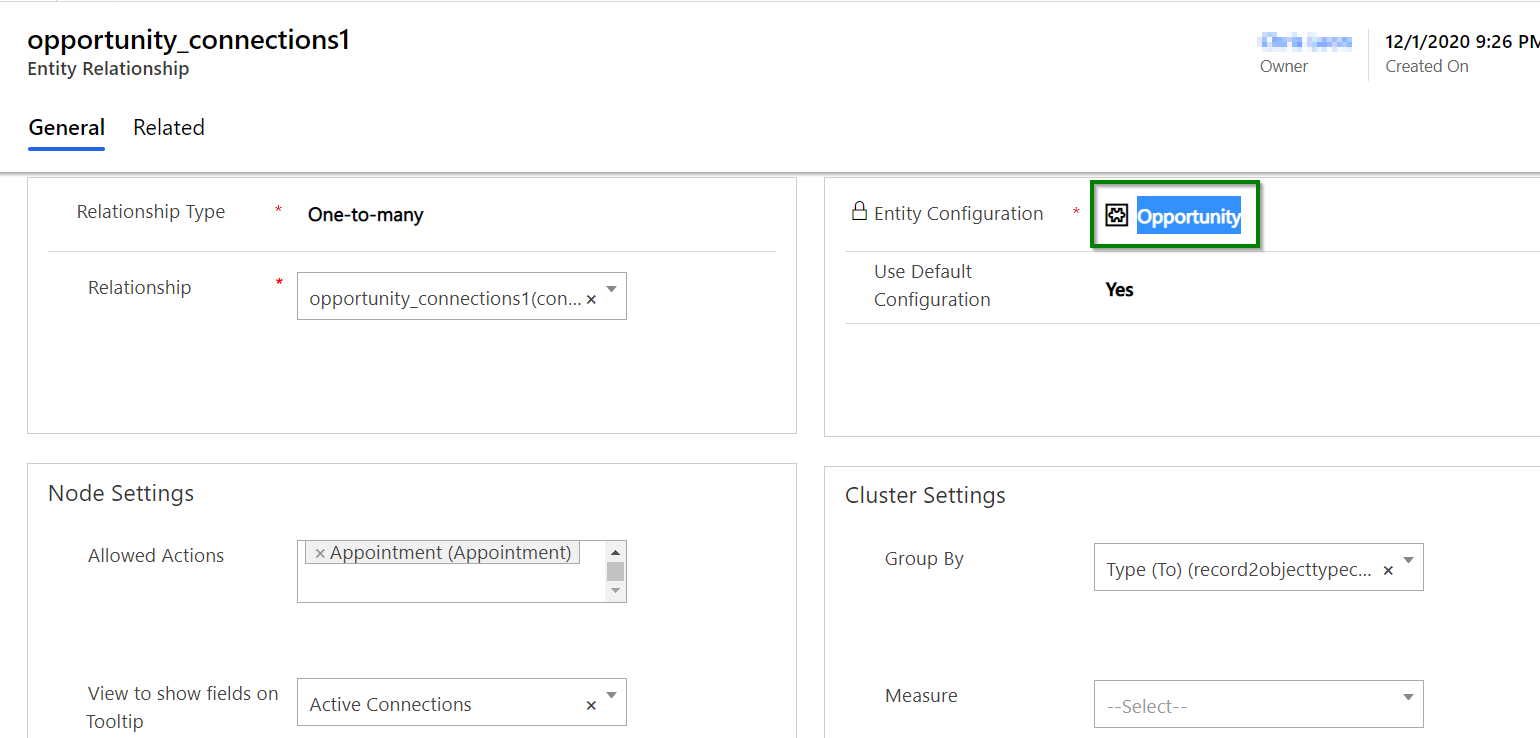 opportunity_connections1
Entity Relationship
Owner
12/1/2020 9:26 PM
Created On
General
Related
Relationship Type * One-to-many
Relationship * opportunity_connections1(con... ×
Entity Configuration * Opportunity
Use Default
Configuration
Yes
Node Settings
Allowed Actions
× Appointment (Appointment)
View to show fields on
Tooltip
Active Connections ×
Cluster Settings
Group By
Type (To) (record2objecttypec... ×
Measure
--Select--